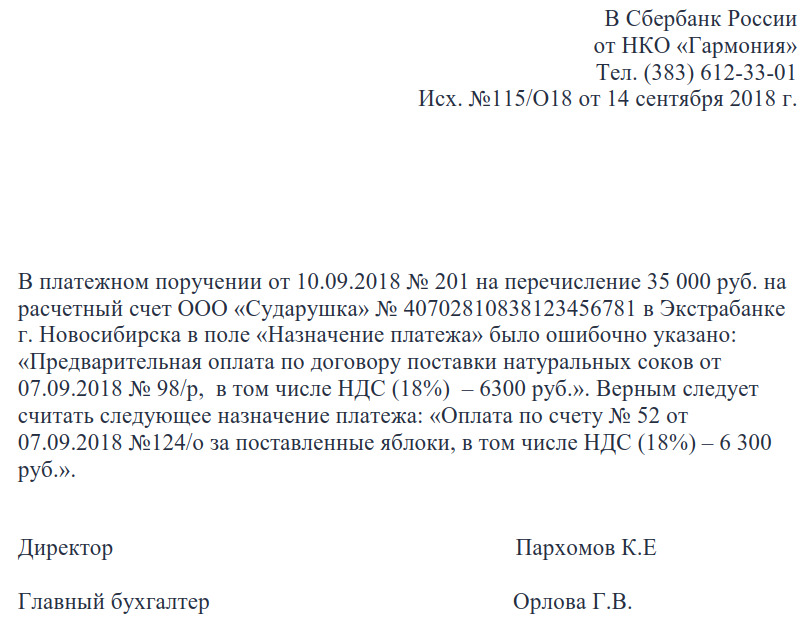 В Сбербанк России
от НКО «Гармония»
Тел. (383) 612-33-01
Исх. №115/О18 от 14 сентября 2018 г.
В платежном поручении от 10.09.2018 № 201 на перечисление 35 000 руб. на
расчетный счет ООО «Сударушка» № 40702810838123456781 в Экстрабанке
г. Новосибирска в поле «Назначение платежа» было ошибочно указано:
«Предварительная оплата по договору поставки натуральных соков от
07.09.2018 № 98/р,  в том числе НДС (18%)  – 6300 руб.». Верным следует
считать следующее назначение платежа: «Оплата по счету № 52 от
07.09.2018 №124/о за поставленные яблоки, в том числе НДС (18%) – 6 300
руб.».
Директор Пархомов К.Е
Главный бухгалтер Орлова Г.В.